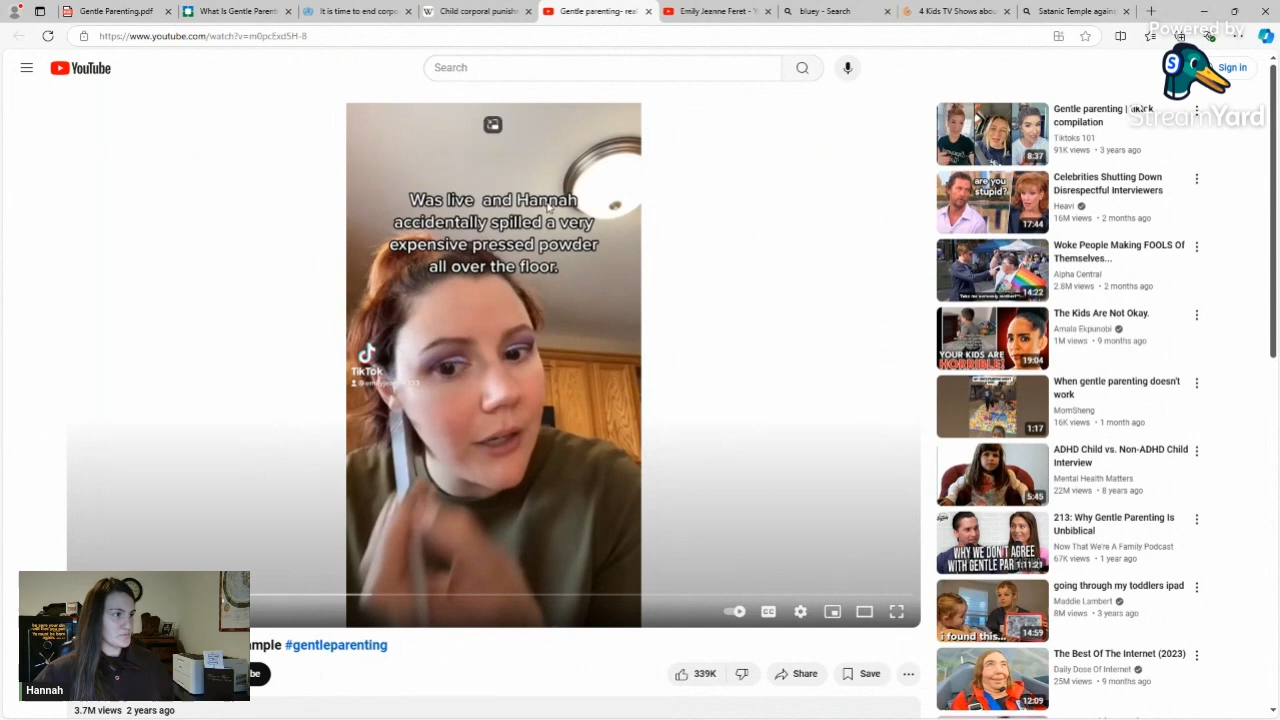 Gentle Parenting.pdf
What Is Gentle Parenti
It is time to end corp
Child corporal punishm
Gentle parenting- rea
Emily Jeanne Feret -
bluey - Search
4 Kids' TV Shows abou
https://www.youtube.com/watch?v=m0pcExd5H-8
Powered by
StreamYard
YouTube
Search
Sign in
Was live and Hannah
accidentally spilled a very
expensive pressed powder
all over the floor.
TikTok
mple #gentleparenting
be
339K
Share
Save
3.7M views 2 years ago
Hannah
Gentle parenting |
compilation
Tiktoks 101
91K views • 3 years ago
8:37
are you
stupid?
Celebrities Shutting Down
Disrespectful Interviewers
Heavi
16M views • 2 months ago
17:44
Woke People Making FOOLS Of
Themselves...
Alpha Central
2.8M views • 2 months ago
14:22
The Kids Are Not Okay.
Amala Ekpunobi
1M views • 9 months ago
YOUR KIDS ARE
HORRIBLE!
19:04
When gentle parenting doesn't
work
MomSheng
16K views • 1 month ago
1:17
ADHD Child vs. Non-ADHD Child
Interview
Mental Health Matters
22M views • 8 years ago
5:45
213: Why Gentle Parenting Is
Unbiblical
Now That We're A Family Podcast
67K views • 1 year ago
WHY WE DON'T AGREE
WITH GENTLE PAR
1:11:21
going through my toddlers ipad
Maddie Lambert
8M views • 3 years ago
i found this...
14:59
The Best Of The Internet (2023)
Daily Dose Of Internet
25M views • 9 months ago
12:09